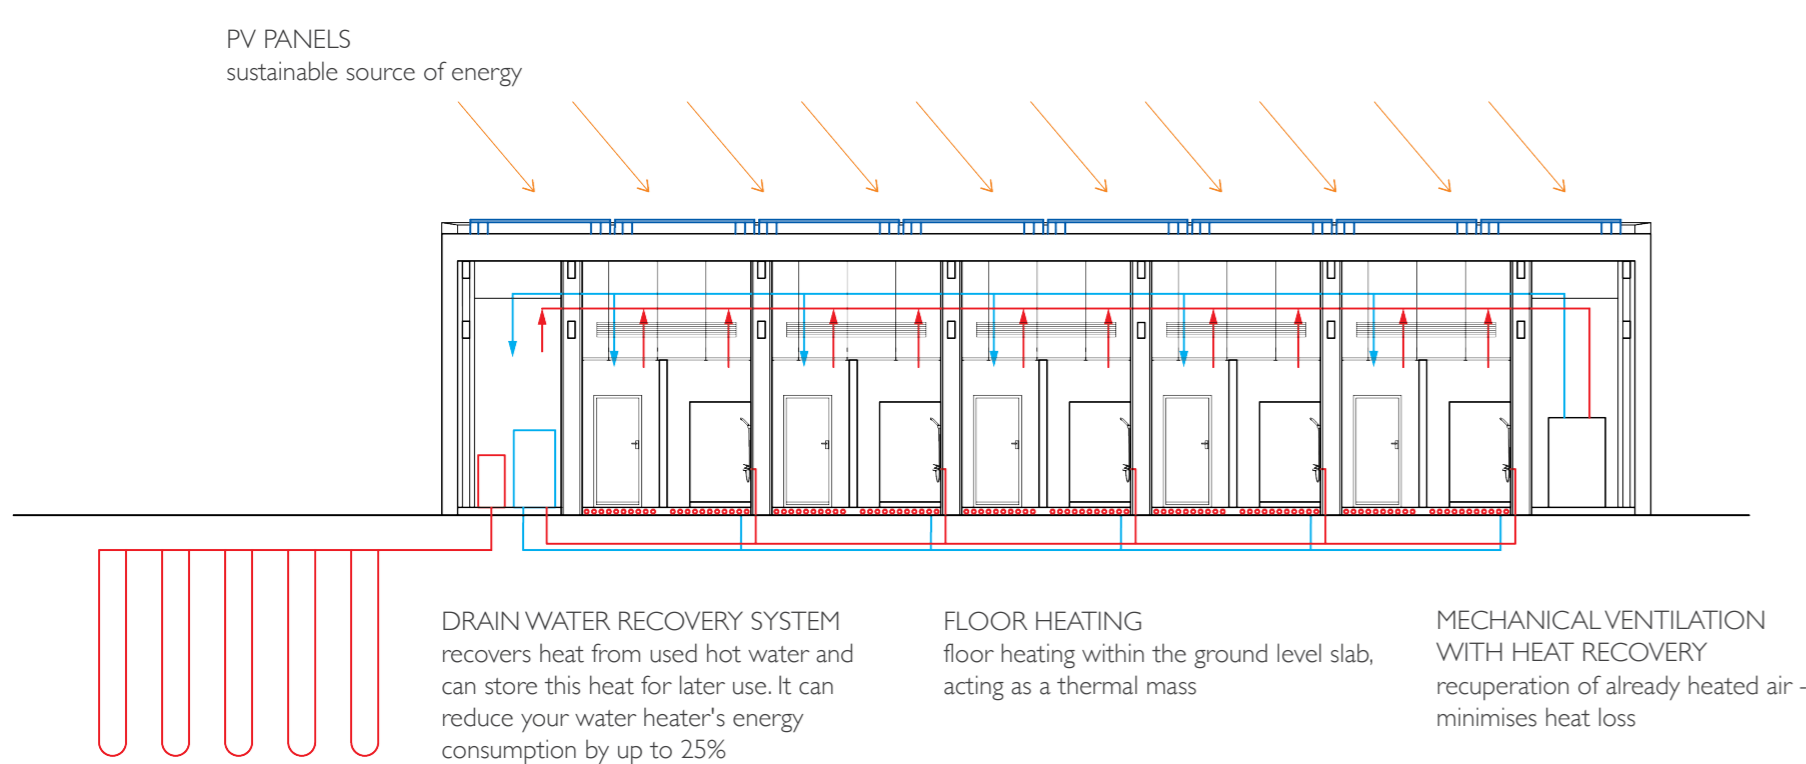 PV PANELS
sustainable source of energy
DRAIN WATER RECOVERY SYSTEM
recovers heat from used hot water and
can store this heat for later use. It can
reduce your water heater's energy
consumption by up to 25%
FLOOR HEATING
floor heating within the ground level slab,
acting as a thermal mass
MECHANICAL VENTILATION
WITH HEAT RECOVERY
recuperation of already heated air -
minimises heat loss